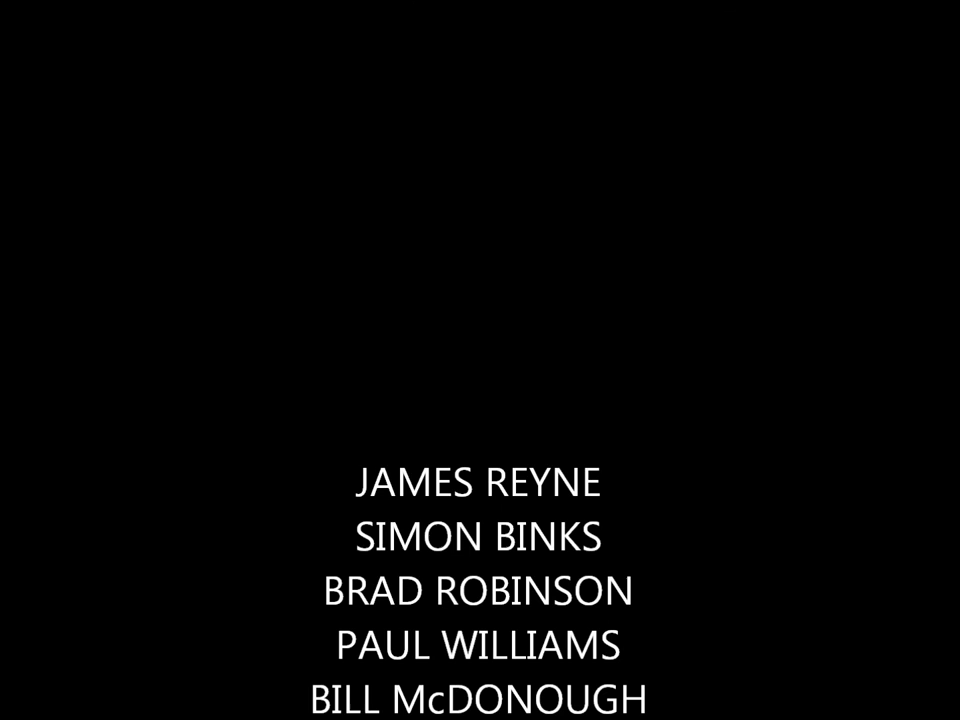 JAMES REYNE
SIMON BINKS
BRAD ROBINSON
PAUL WILLIAMS
BILL McDONOUGH